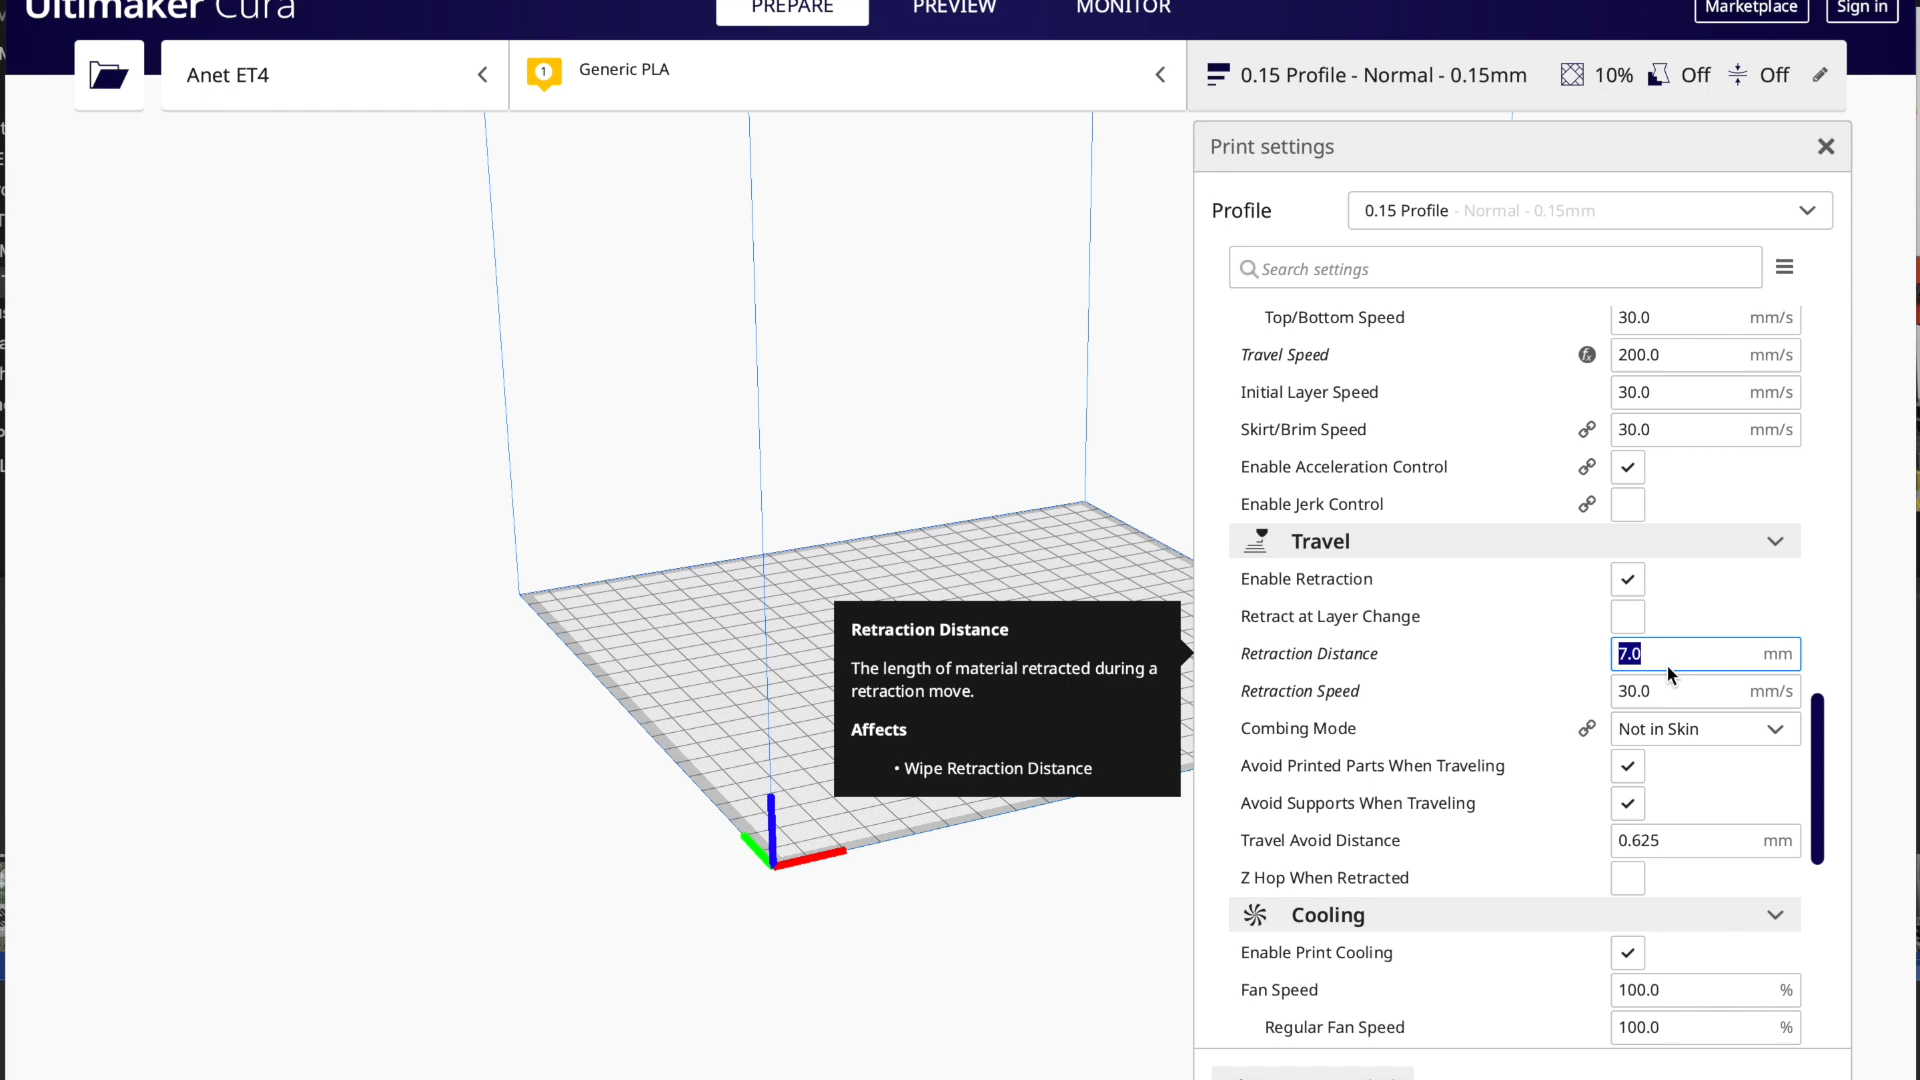 Ultimaker Cura
PREPARE
PREVIEW
MONITOR
Marketplace
Sign in
Anet ET4
1
Generic PLA
0.15 Profile - Normal - 0.15mm
10%
Off
Off
Print settings
Profile
0.15 Profile - Normal - 0.15mm
Search settings
Top/Bottom Speed
30.0 mm/s
Travel Speed
200.0 mm/s
Initial Layer Speed
30.0 mm/s
Skirt/Brim Speed
30.0 mm/s
Enable Acceleration Control
Enable Jerk Control
Travel
Enable Retraction
Retract at Layer Change
Retraction Distance
7.0 mm
Retraction Speed
30.0 mm/s
Combing Mode
Not in Skin
Avoid Printed Parts When Traveling
Avoid Supports When Traveling
Travel Avoid Distance
0.625 mm
Z Hop When Retracted
Cooling
Enable Print Cooling
Fan Speed
100.0 %
Regular Fan Speed
100.0 %
Retraction Distance
The length of material retracted during a
retraction move.
Affects
• Wipe Retraction Distance